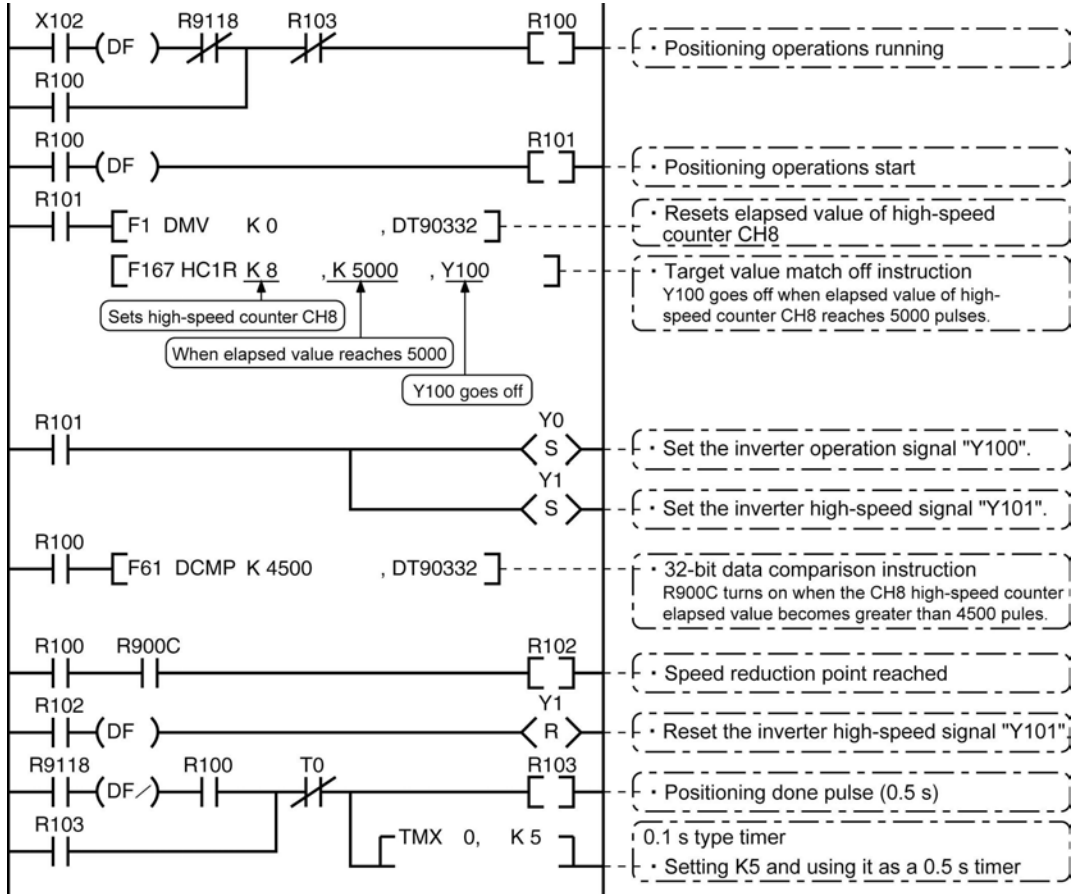 X102 R9118 R103 R100
(DF )
· Positioning operations running
R100
R100 R101
(DF )
· Positioning operations start
R101
F1 DMV K 0 , DT90332
· Resets elapsed value of high-speed
counter CH8
F167 HC1R K 8 , K 5000 , Y100
· Target value match off instruction
Y100 goes off when elapsed value of high-
speed counter CH8 reaches 5000 pulses.
Sets high-speed counter CH8
When elapsed value reaches 5000
Y100 goes off
R101 Y0
S
· Set the inverter operation signal "Y100".
Y1
S
· Set the inverter high-speed signal "Y101".
R100
F61 DCMP K 4500 , DT90332
· 32-bit data comparison instruction
R900C turns on when the CH8 high-speed counter
elapsed value becomes greater than 4500 pules.
R100 R900C R102
· Speed reduction point reached
R102 Y1
(DF ) R
· Reset the inverter high-speed signal "Y101"
R9118 R100 T0 R103
(DF/)
· Positioning done pulse (0.5 s)
R103
TMX 0, K 5
0.1 s type timer
· Setting K5 and using it as a 0.5 s timer